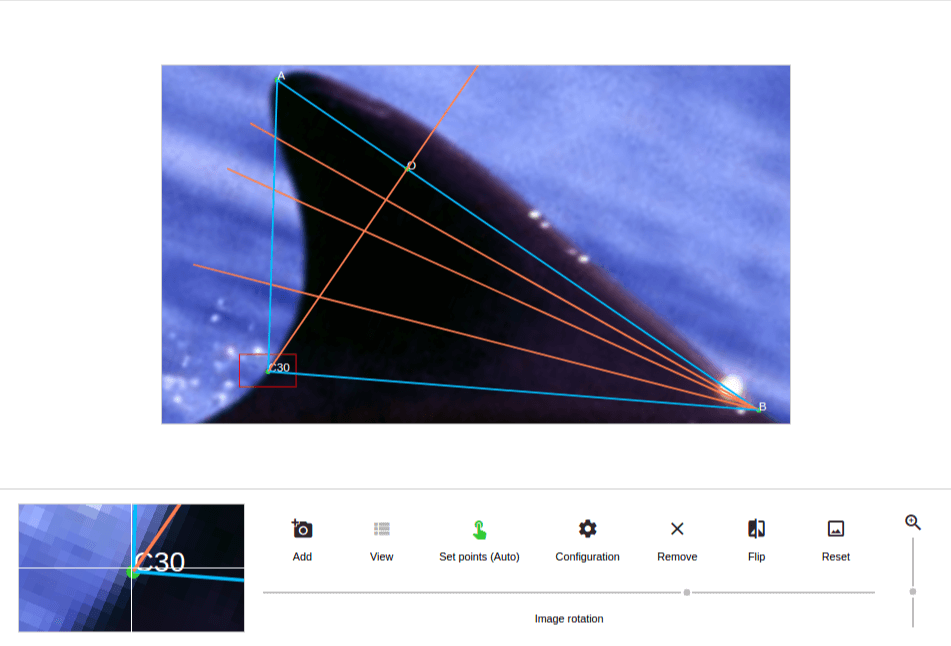 A
O
C30
B
C30
Add
View
Set points (Auto)
Configuration
Remove
Flip
Reset
Image rotation